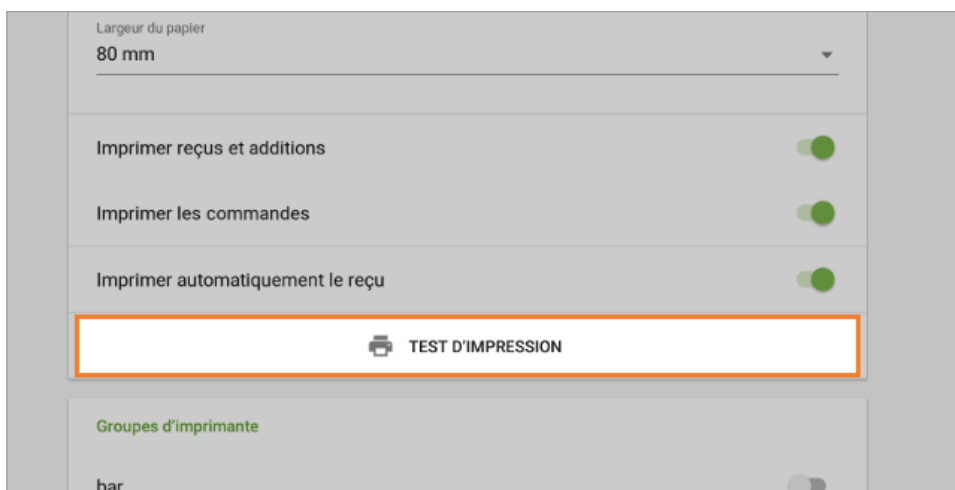 Largeur du papier
80 mm
Imprimer reçus et additions
Imprimer les commandes
Imprimer automatiquement le reçu
TEST D'IMPRESSION
Groupes d'imprimante
bar